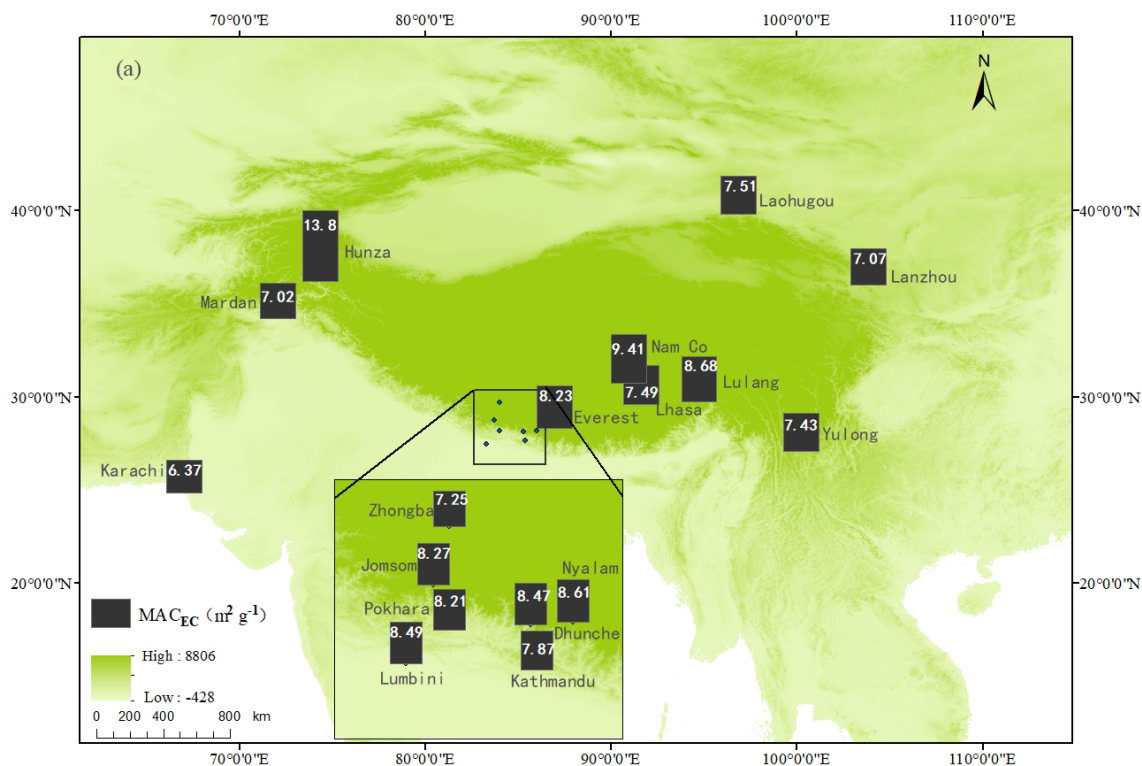 70°0'0"E 80°0'0"E 90°0'0"E 100°0'0"E 110°0'0"E
(a)
N
7.51
Laohugou
40°0'0"N 40°0'0"N
13.8
Hunza
7.07
Lanzhou
Mardan 7.02
9.41 Nam Co
8.68
Lulang
7.49
Lhasa
30°0'0"N 30°0'0"N
8.23
Everest
7.43
Yulong
Karachi 6.37
Zhongba 7.25
Jomsom 8.27
Nyalam
20°0'0"N 20°0'0"N
Pokhara 8.21
8.47
8.61
Dhunche
8.49
Lumbini
7.87
Kathmandu
MAC_EC (m² g⁻¹)
High : 8806
Low : -428
0 200 400 800 km
70°0'0"E 80°0'0"E 90°0'0"E 100°0'0"E 110°0'0"E